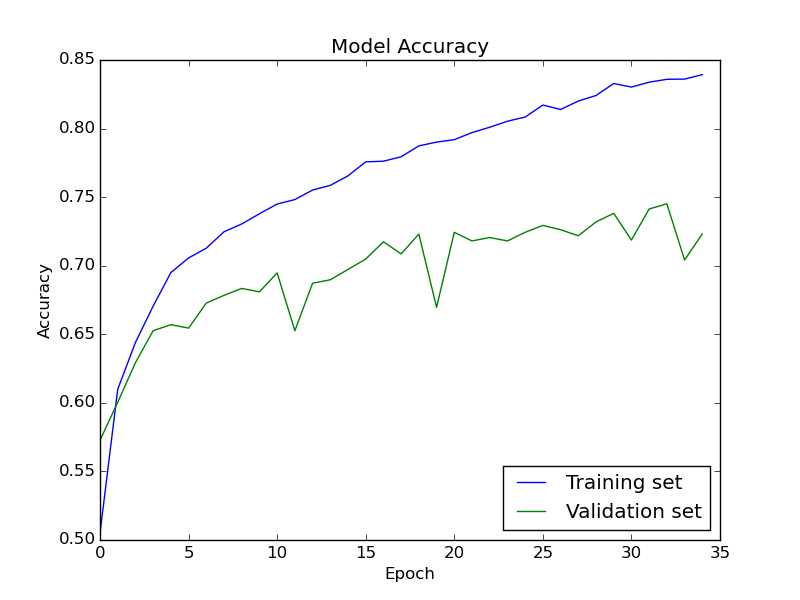 Model Accuracy
0.85
0.80
0.75
0.70
0.65
0.60
0.55
0.50
Accuracy
0 5 10 15 20 25 30 35
Epoch
Training set
Validation set